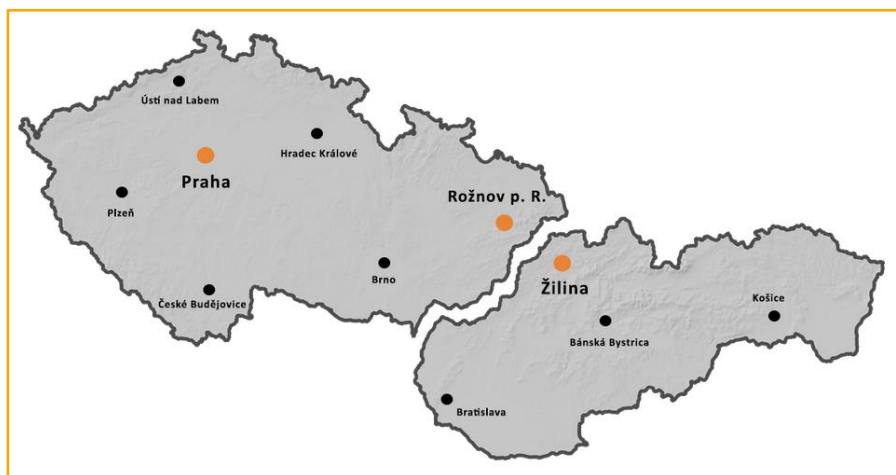 Ústí nad Labem
Hradec Králové
Praha
Plzeň
Rožnov p. R.
Brno
České Budějovice
Žilina
Košice
Bánská Bystrica
Bratislava